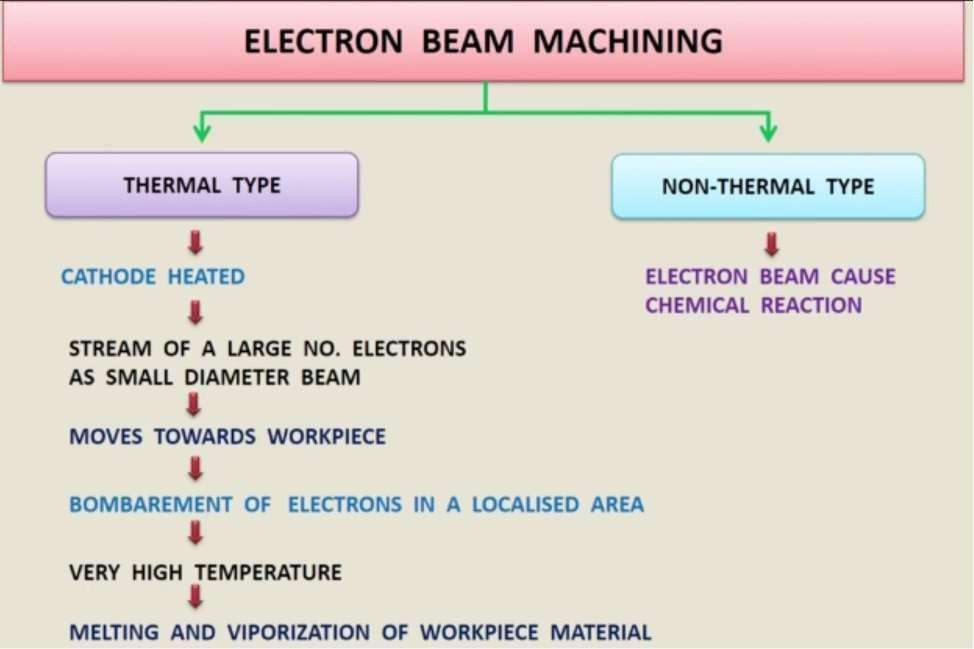 ELECTRON BEAM MACHINING
THERMAL TYPE
CATHODE HEATED
STREAM OF A LARGE NO. ELECTRONS
AS SMALL DIAMETER BEAM
MOVES TOWARDS WORKPIECE
BOMBAREMENT OF ELECTRONS IN A LOCALISED AREA
VERY HIGH TEMPERATURE
MELTING AND VIPORIZATION OF WORKPIECE MATERIAL
NON-THERMAL TYPE
ELECTRON BEAM CAUSE
CHEMICAL REACTION